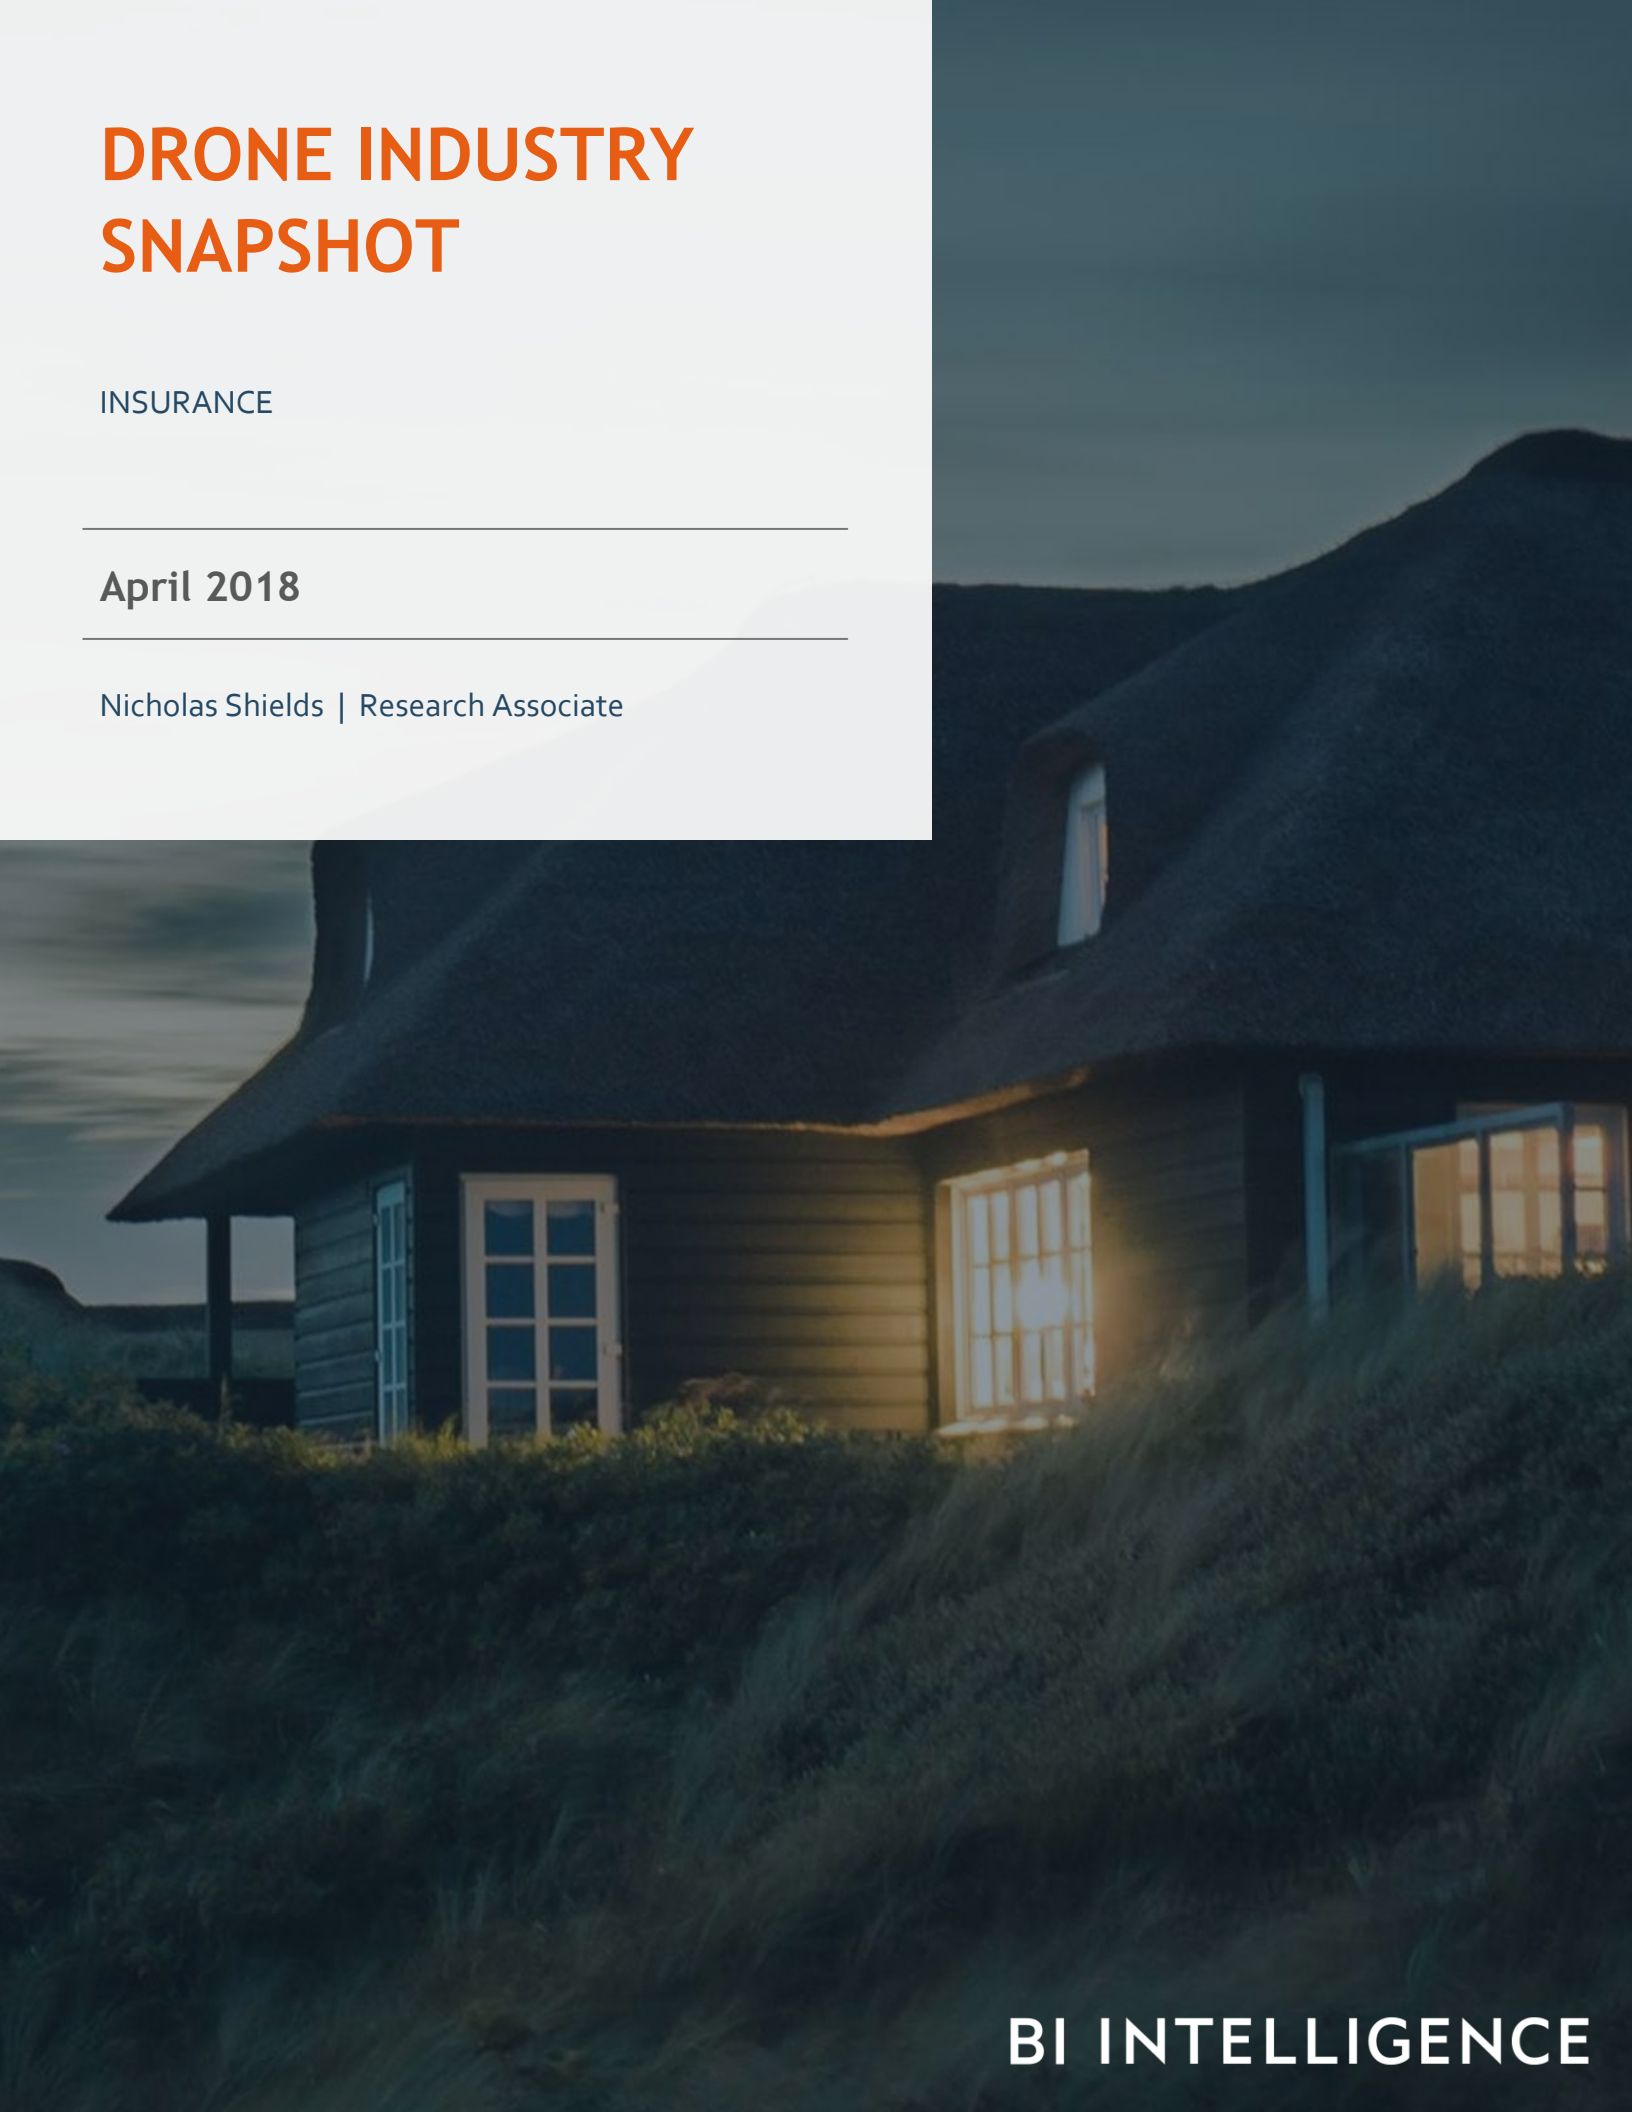 DRONE INDUSTRY
SNAPSHOT
INSURANCE
April 2018
Nicholas Shields | Research Associate
BI INTELLIGENCE